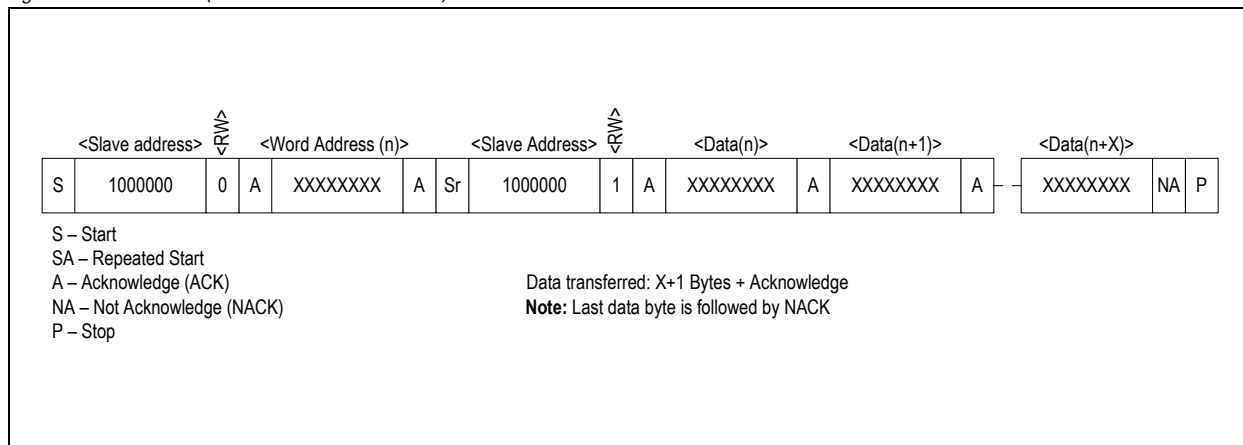 <Slave address> <RW> <Word Address (n)> <Slave Address> <RW> <Data(n)> <Data(n+1)> <Data(n+X)>
S 1000000 0 A XXXXXXXX A Sr 1000000 1 A XXXXXXXX A XXXXXXXX A XXXXXXXX NA P
S – Start
SA – Repeated Start
A – Acknowledge (ACK)
NA – Not Acknowledge (NACK)
P – Stop
Data transferred: X+1 Bytes + Acknowledge
Note: Last data byte is followed by NACK